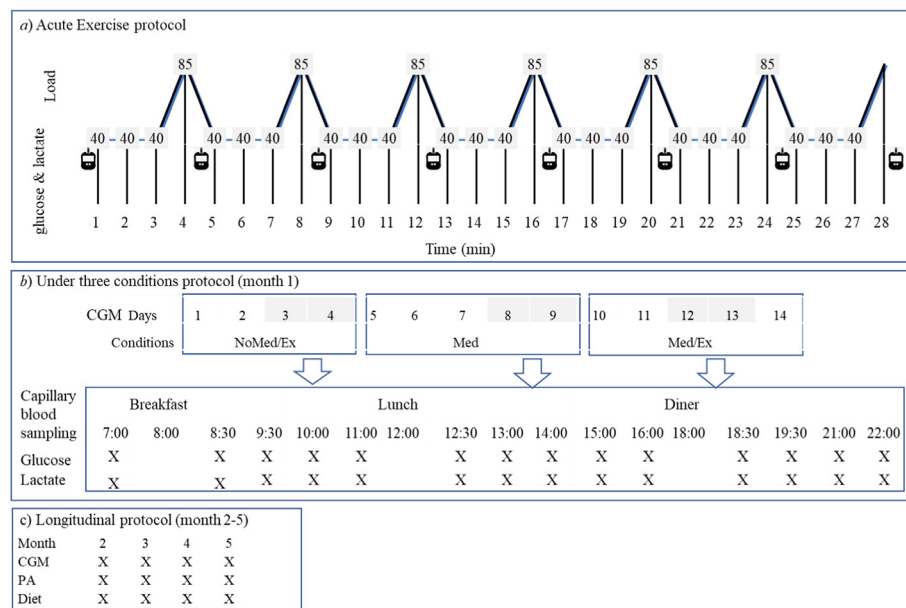 a) Acute Exercise protocol
85 85 85 85 85 85
Load
40 40 40 40 40 40 40 40 40 40 40 40 40 40 40 40 40 40 40 40 40
glucose & lactate
1 2 3 4 5 6 7 8 9 10 11 12 13 14 15 16 17 18 19 20 21 22 23 24 25 26 27 28
Time (min)
b) Under three conditions protocol (month 1)
CGM Days 1 2 3 4 5 6 7 8 9 10 11 12 13 14
Conditions NoMed/Ex Med Med/Ex
Capillary
blood
sampling
Breakfast Lunch Diner
7:00 8:00 8:30 9:30 10:00 11:00 12:00 12:30 13:00 14:00 15:00 16:00 18:00 18:30 19:30 21:00 22:00
Glucose X X X X X X X X X X X X X X
Lactate X X X X X X X X X X X X X X
c) Longitudinal protocol (month 2-5)
Month 2 3 4 5
CGM X X X X
PA X X X X
Diet X X X X